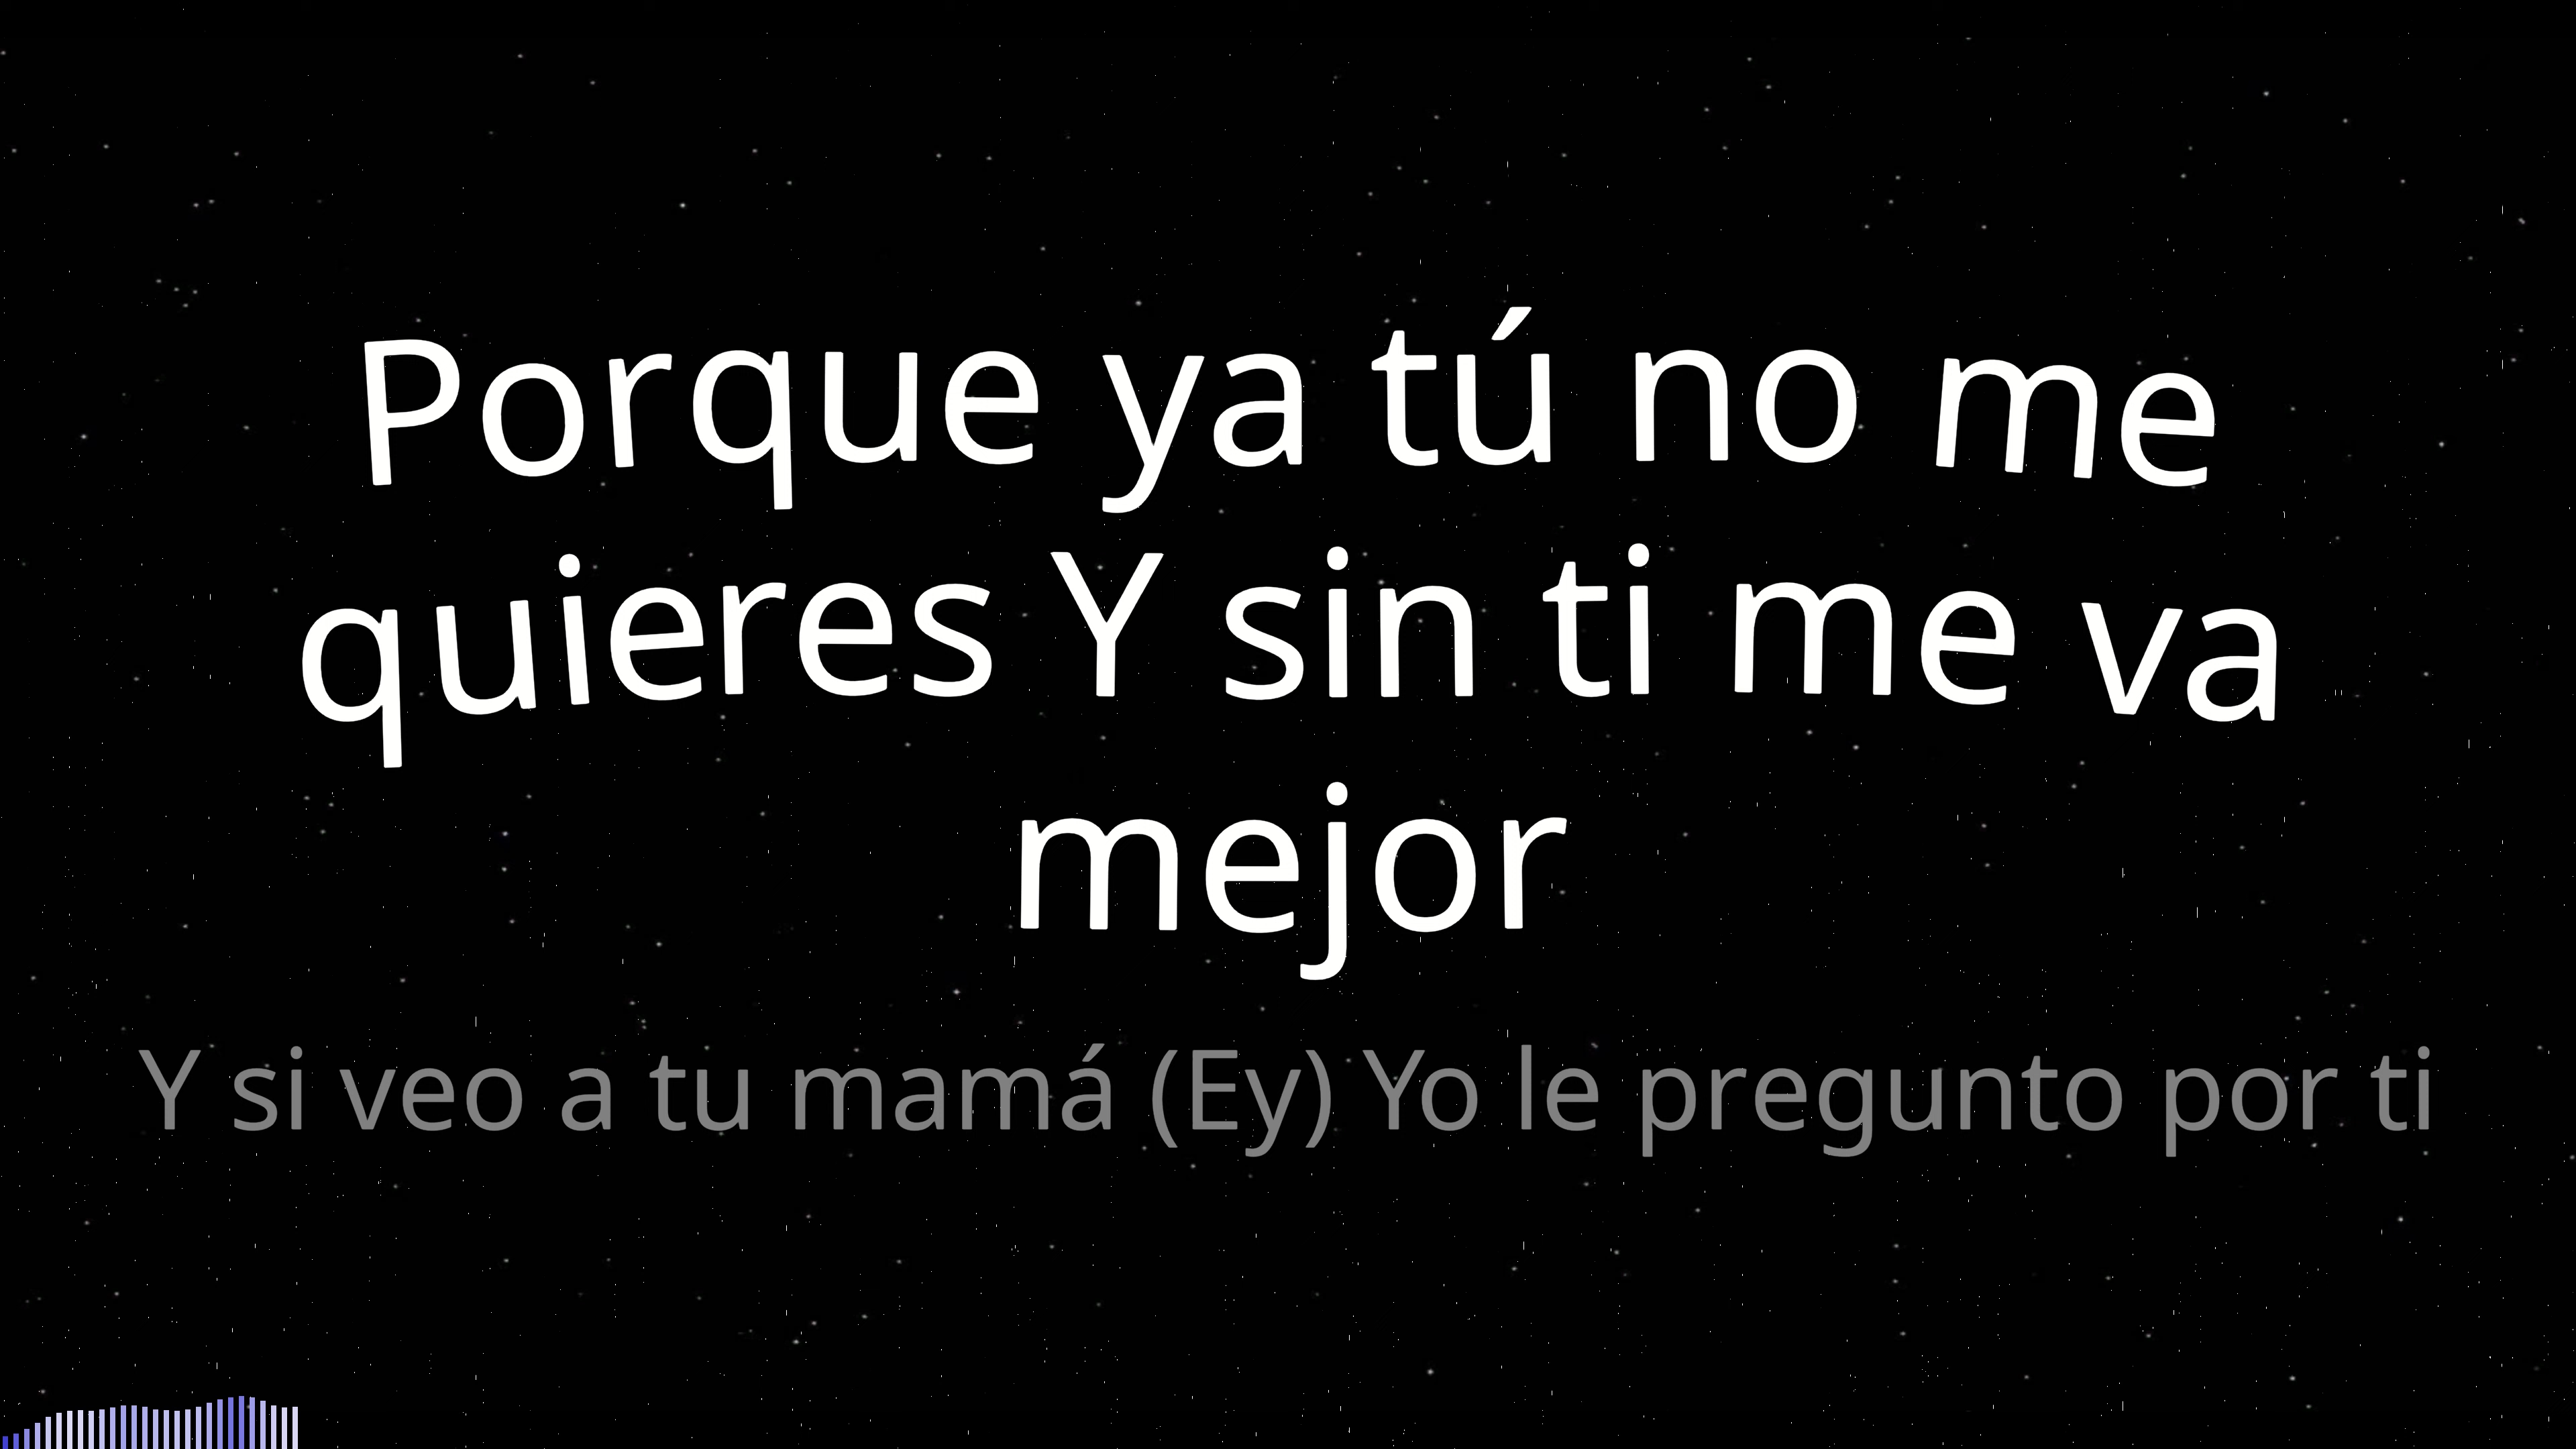 Porque ya tú no me
quieres Y sin ti me va
mejor
Y si veo a tu mamá (Ey) Yo le pregunto por ti